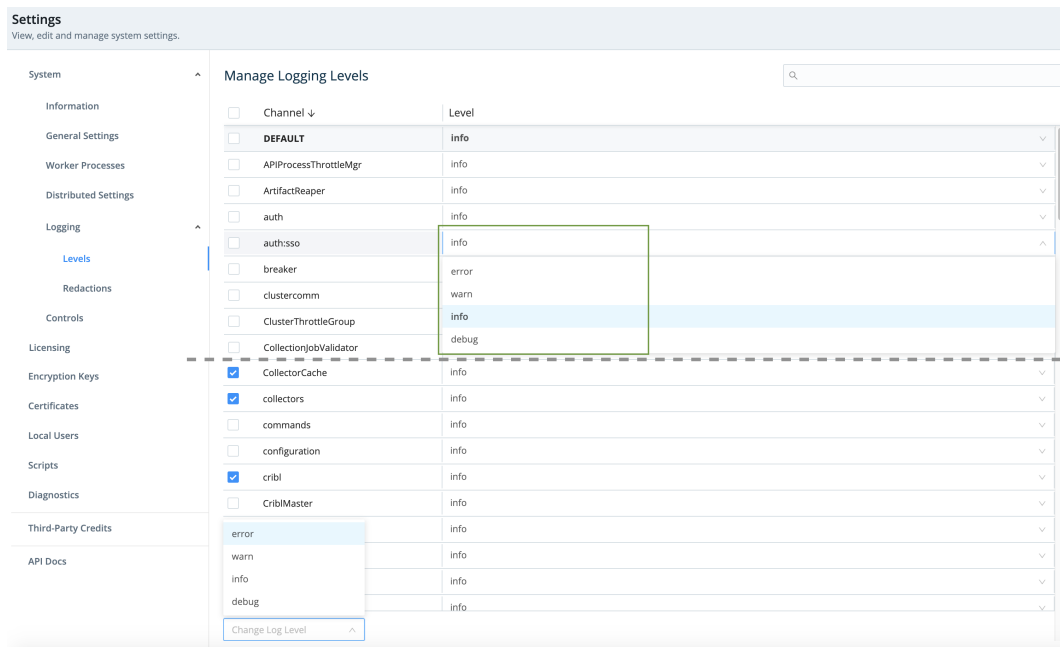 Settings
View, edit and manage system settings.
System
Information
General Settings
Worker Processes
Distributed Settings
Logging
Levels
Redactions
Controls
Licensing
Encryption Keys
Certificates
Local Users
Scripts
Diagnostics
Third-Party Credits
API Docs
Manage Logging Levels
Channel ↓ Level
DEFAULT info
APIProcessThrottleMgr info
ArtifactReaper info
auth info
auth:sso info
breaker
clustercomm
ClusterThrottleGroup
CollectionJobValidator
error
warn
info
debug
CollectorCache info
collectors info
commands info
configuration info
cribl info
CriblMaster info
info
info
info
info
error
warn
info
debug
Change Log Level